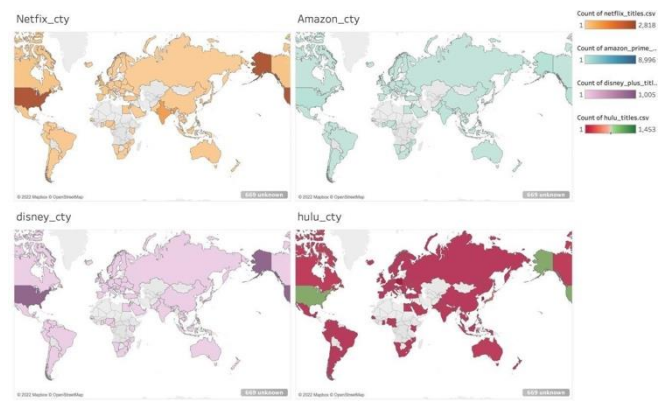 Netfix_cty
Amazon_cty
Count of netflix_titles.csv
1 2,818
Count of amazon_prime_...
1 8,996
Count of disney_plus_titl...
1 1,005
Count of hulu_titles.csv
1 1,453
© 2022 Mapbox © OpenStreetMap
669 unknown
© 2022 Mapbox © OpenStreetMap
669 unknown
disney_cty
hulu_cty
© 2022 Mapbox © OpenStreetMap
669 unknown
© 2022 Mapbox © OpenStreetMap
669 unknown